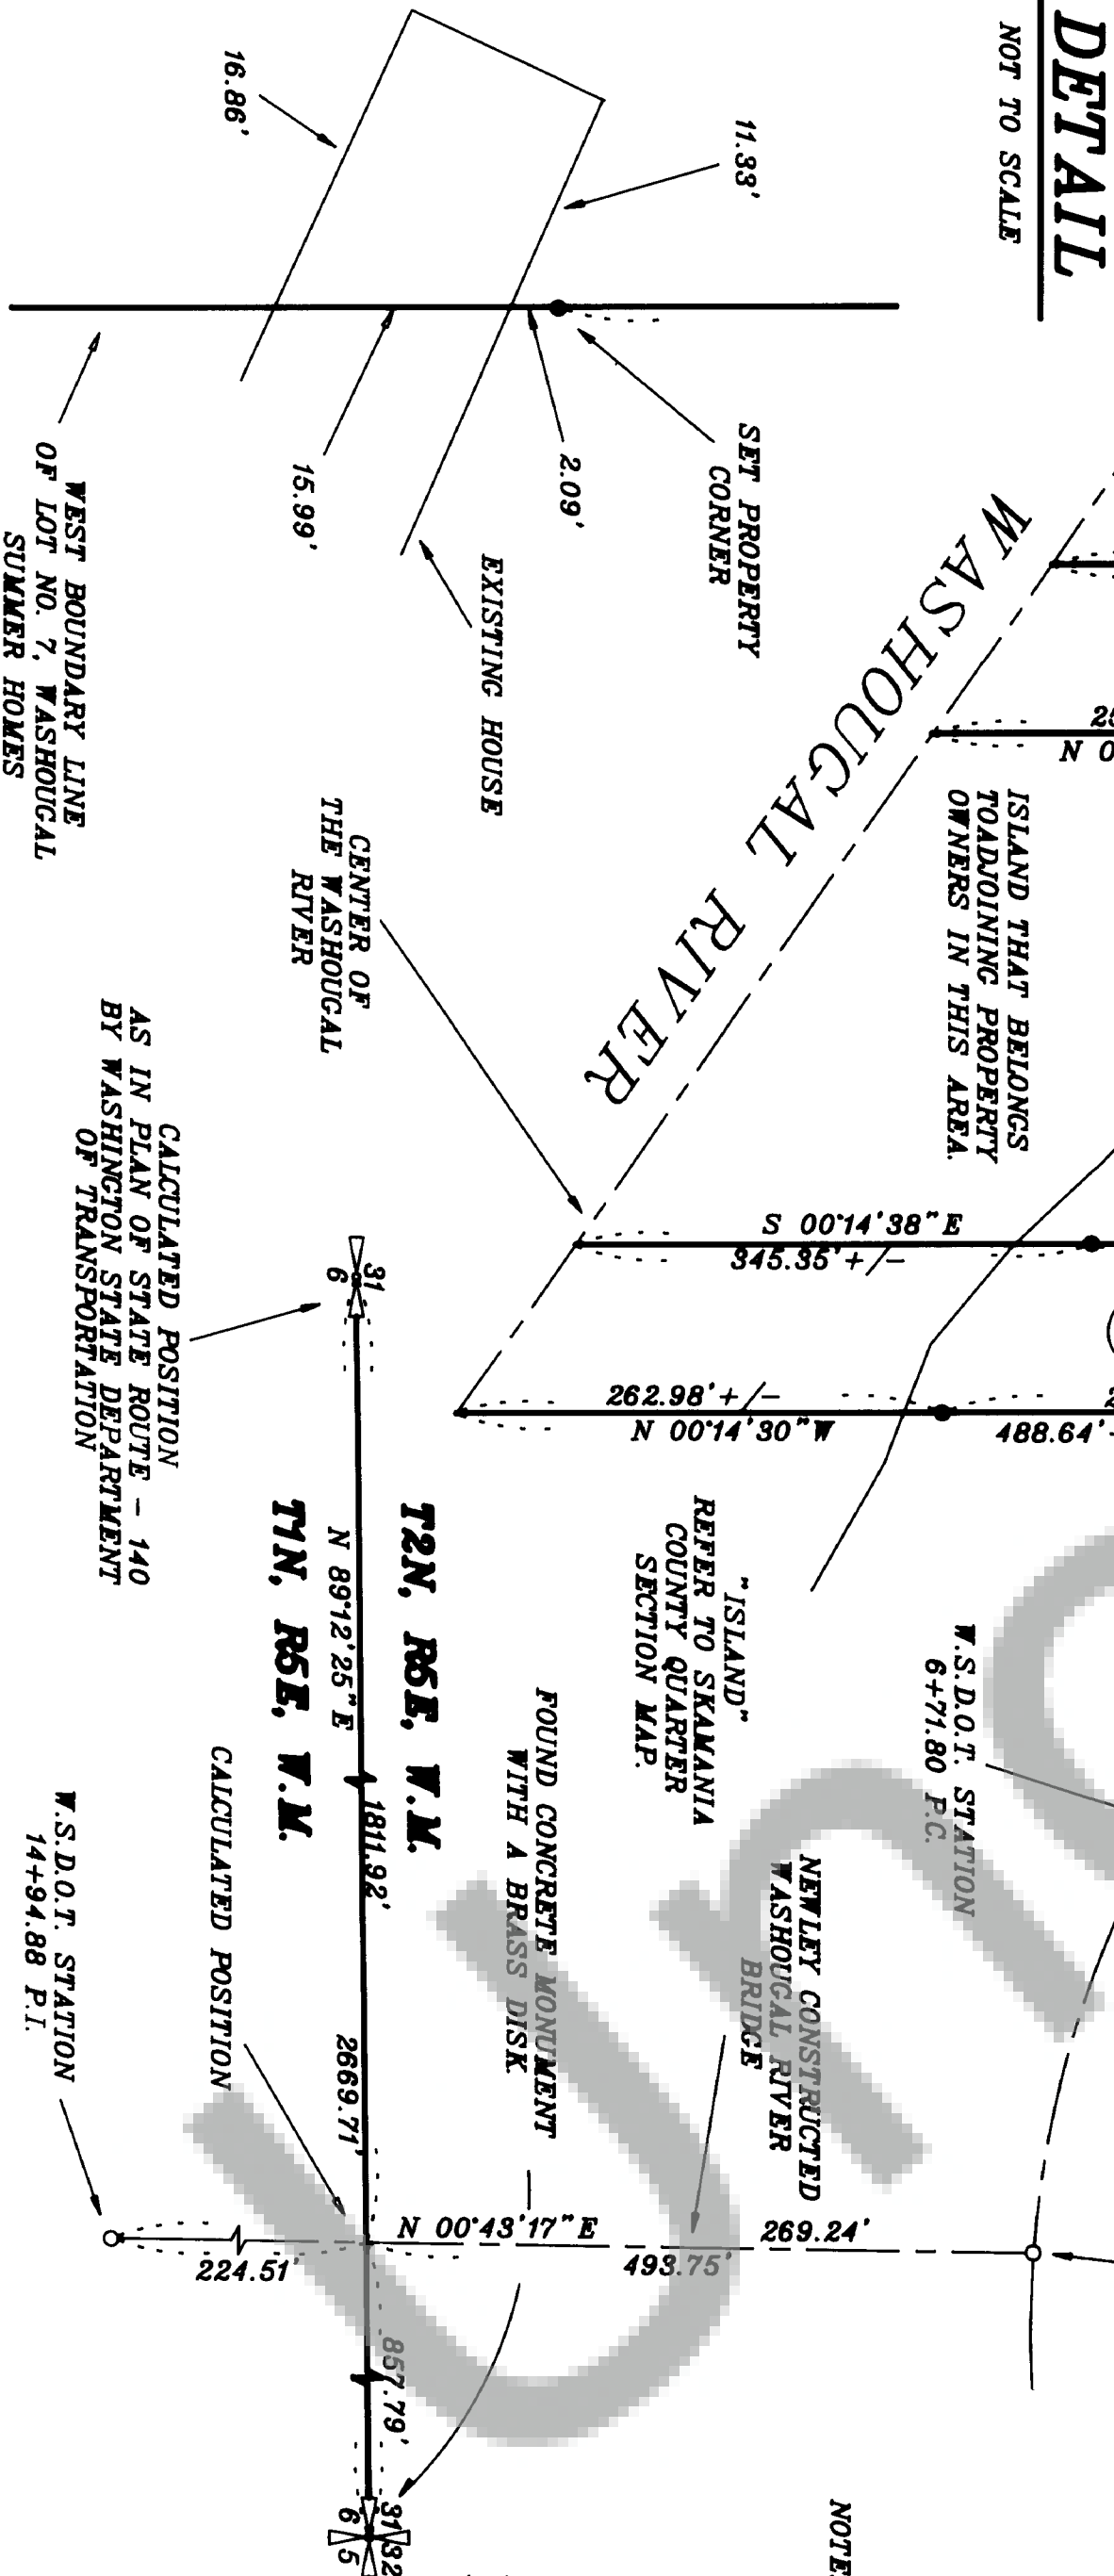 DETAIL
NOT TO SCALE
16.86'
11.33'
SET PROPERTY
CORNER
2.09'
15.99'
EXISTING HOUSE
WEST BOUNDARY LINE
OF LOT NO. 7, WASHOUGAL
SUMMER HOMES
WASHOUGAL RIVER
CENTER OF
THE WASHOUGAL
RIVER
ISLAND THAT BELONGS
TOADJOINING PROPERTY
OWNERS IN THIS AREA.
S 00°14'38"E
345.35'+/-
262.98'+/-
N 00°14'30"W
488.64'
31
6
CALCULATED POSITION
AS IN PLAN OF STATE ROUTE - 140
BY WASHINGTON STATE DEPARTMENT
OF TRANSPORTATION
T2N, R5E, W.M.
N 89°12'25"E
T1N, R5E, W.M.
1811.92'
2669.71'
"ISLAND"
REFER TO SKAMANIA
COUNTY QUARTER
SECTION MAP.
W.S.D.O.T. STATION
6+71.80 P.C.
NEWLEY CONSTRUCTED
WASHOUGAL RIVER
BRIDGE
FOUND CONCRETE MONUMENT
WITH A BRASS DISK
CALCULATED POSITION
W.S.D.O.T. STATION
14+94.88 P.I.
N 00°43'17"E
269.24'
493.75'
224.51'
857.79'
31 32
6 5